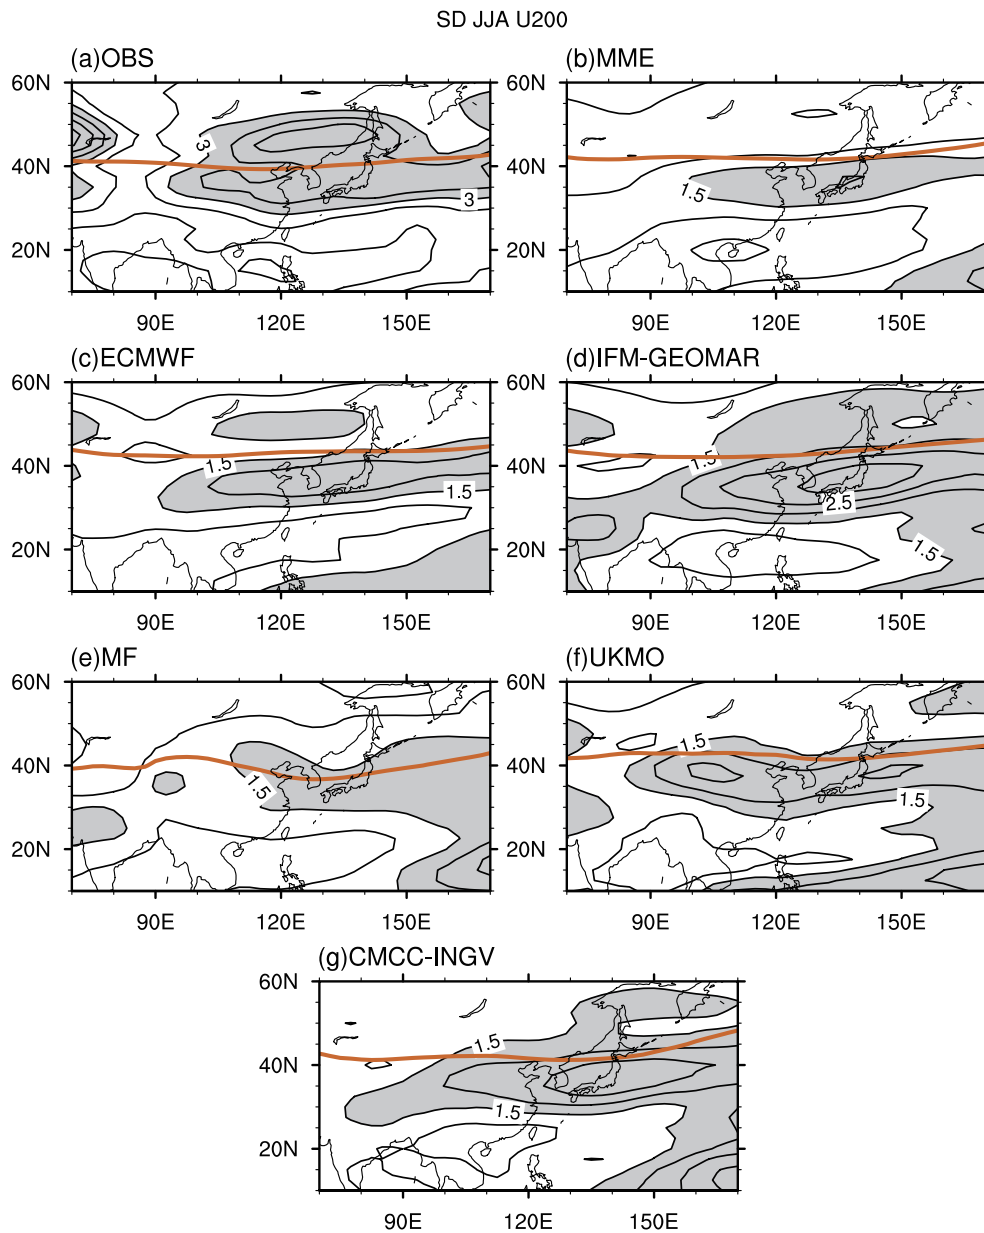 SD JJA U200
(a)OBS
(b)MME
60N
40N
20N
3
3
90E 120E 150E
60N
40N
20N
1.5
90E 120E 150E
(c)ECMWF
(d)IFM-GEOMAR
60N
40N
20N
1.5
1.5
90E 120E 150E
60N
40N
20N
1.5
2.5
1.5
90E 120E 150E
(e)MF
(f)UKMO
60N
40N
20N
1.5
90E 120E 150E
60N
40N
20N
1.5
1.5
90E 120E 150E
(g)CMCC-INGV
60N
40N
20N
1.5
1.5
90E 120E 150E